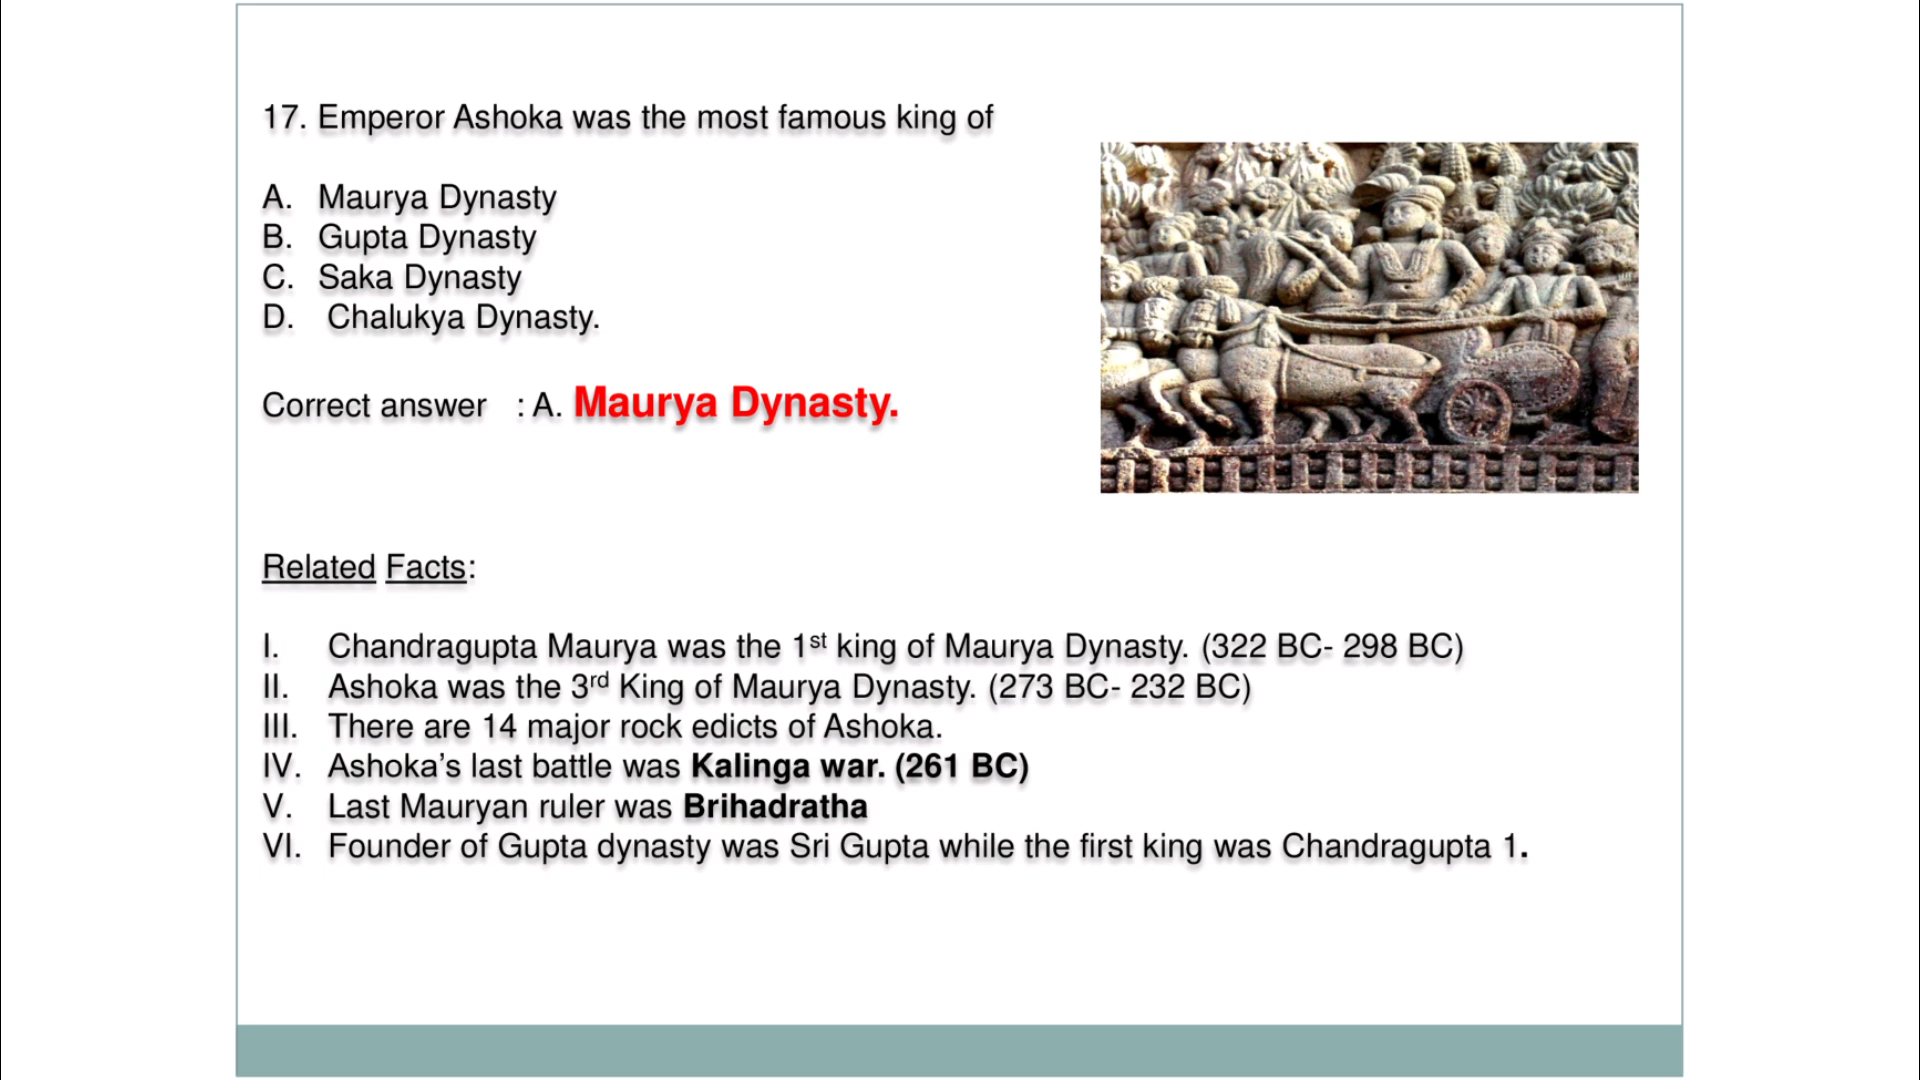 17. Emperor Ashoka was the most famous king of
A. Maurya Dynasty
B. Gupta Dynasty
C. Saka Dynasty
D. Chalukya Dynasty.
Correct answer : A. Maurya Dynasty.
Related Facts:
I. Chandragupta Maurya was the 1st king of Maurya Dynasty. (322 BC- 298 BC)
II. Ashoka was the 3rd King of Maurya Dynasty. (273 BC- 232 BC)
III. There are 14 major rock edicts of Ashoka.
IV. Ashoka’s last battle was Kalinga war. (261 BC)
V. Last Mauryan ruler was Brihadratha
VI. Founder of Gupta dynasty was Sri Gupta while the first king was Chandragupta 1.